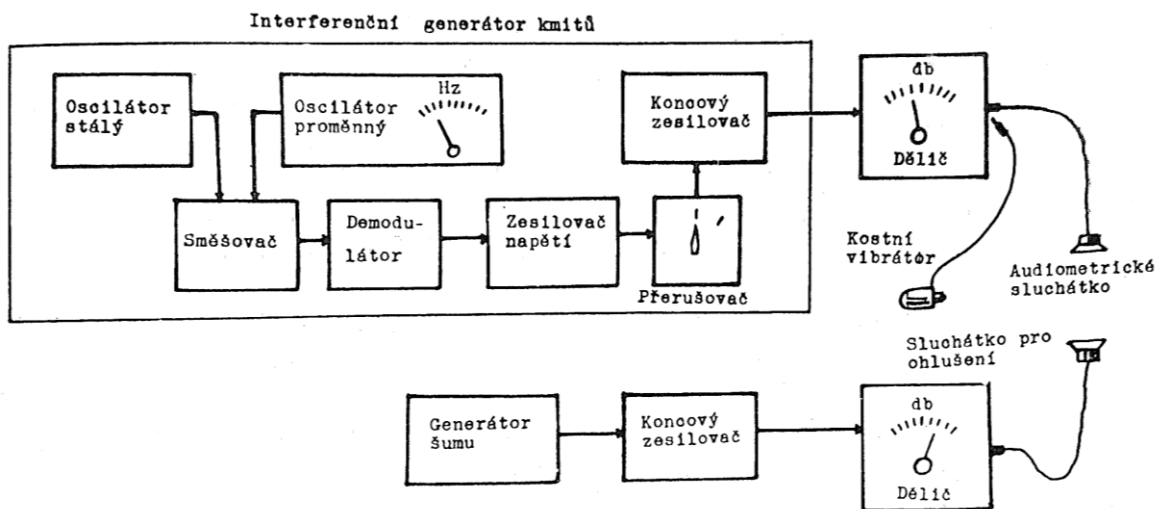 Interferenční generátor kmitů
Oscilátor
stálý
Oscilátor
proměnný
Hz
Koncový
zesilovač
db
Dělič
Směšovač
Demodu-
látor
Zesilovač
napětí
Přerušovač
Kostní
vibrátor
Audiometrické
sluchátko
Sluchátko pro
ohlušení
Generátor
šumu
Koncový
zesilovač
db
Dělič